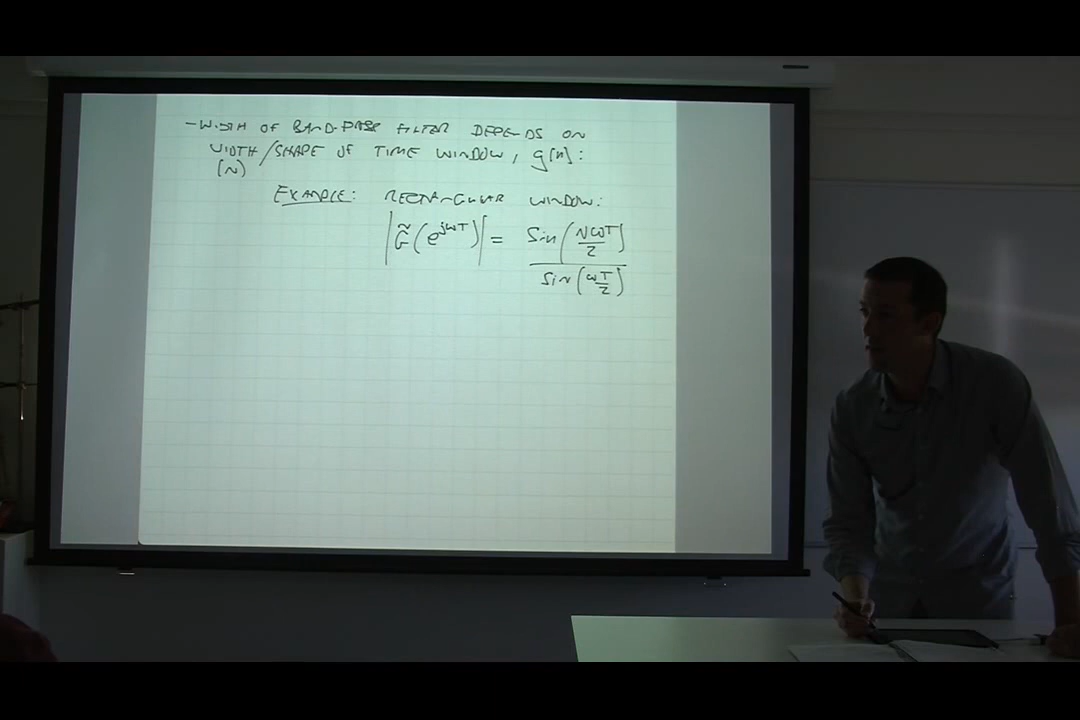 - WIDTH OF BAND-PASS FILTER DEPENDS ON
WIDTH/SHAPE OF TIME WINDOW, g[n]:
(N)
EXAMPLE: RECTANGULAR WINDOW:
|G̃(e^{jωT})| = sin(NωT/2) / sin(ωT/2)